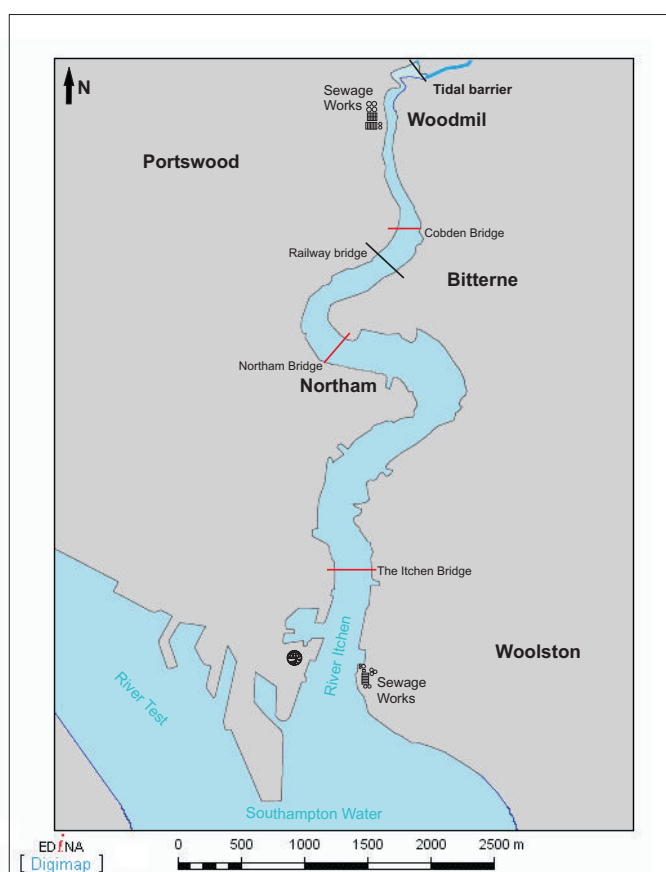 N
Tidal barrier
Sewage
Works
Woodmil
Portswood
Cobden Bridge
Railway bridge
Bitterne
Northam Bridge
Northam
The Itchen Bridge
River Itchen
Woolston
Sewage
Works
River Test
Southampton Water
EDINA
[ Digimap ]
0 500 1000 1500 2000 2500 m